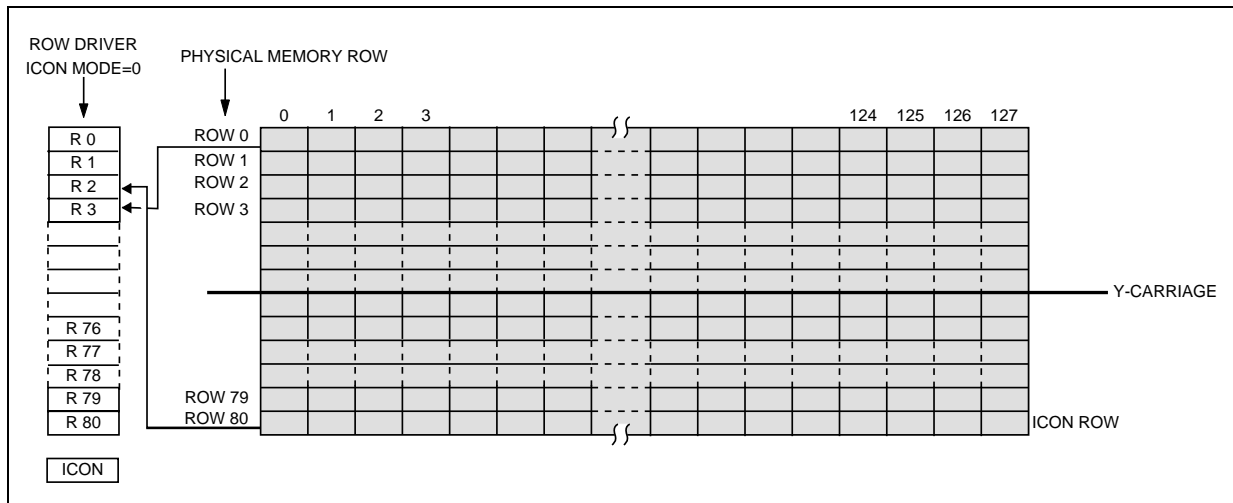 ROW DRIVER
ICON MODE=0
PHYSICAL MEMORY ROW
0 1 2 3 124 125 126 127
R 0 ROW 0
R 1 ROW 1
R 2 ROW 2
R 3 ROW 3
Y-CARRIAGE
R 76
R 77
R 78
R 79 ROW 79
R 80 ROW 80 ICON ROW
ICON